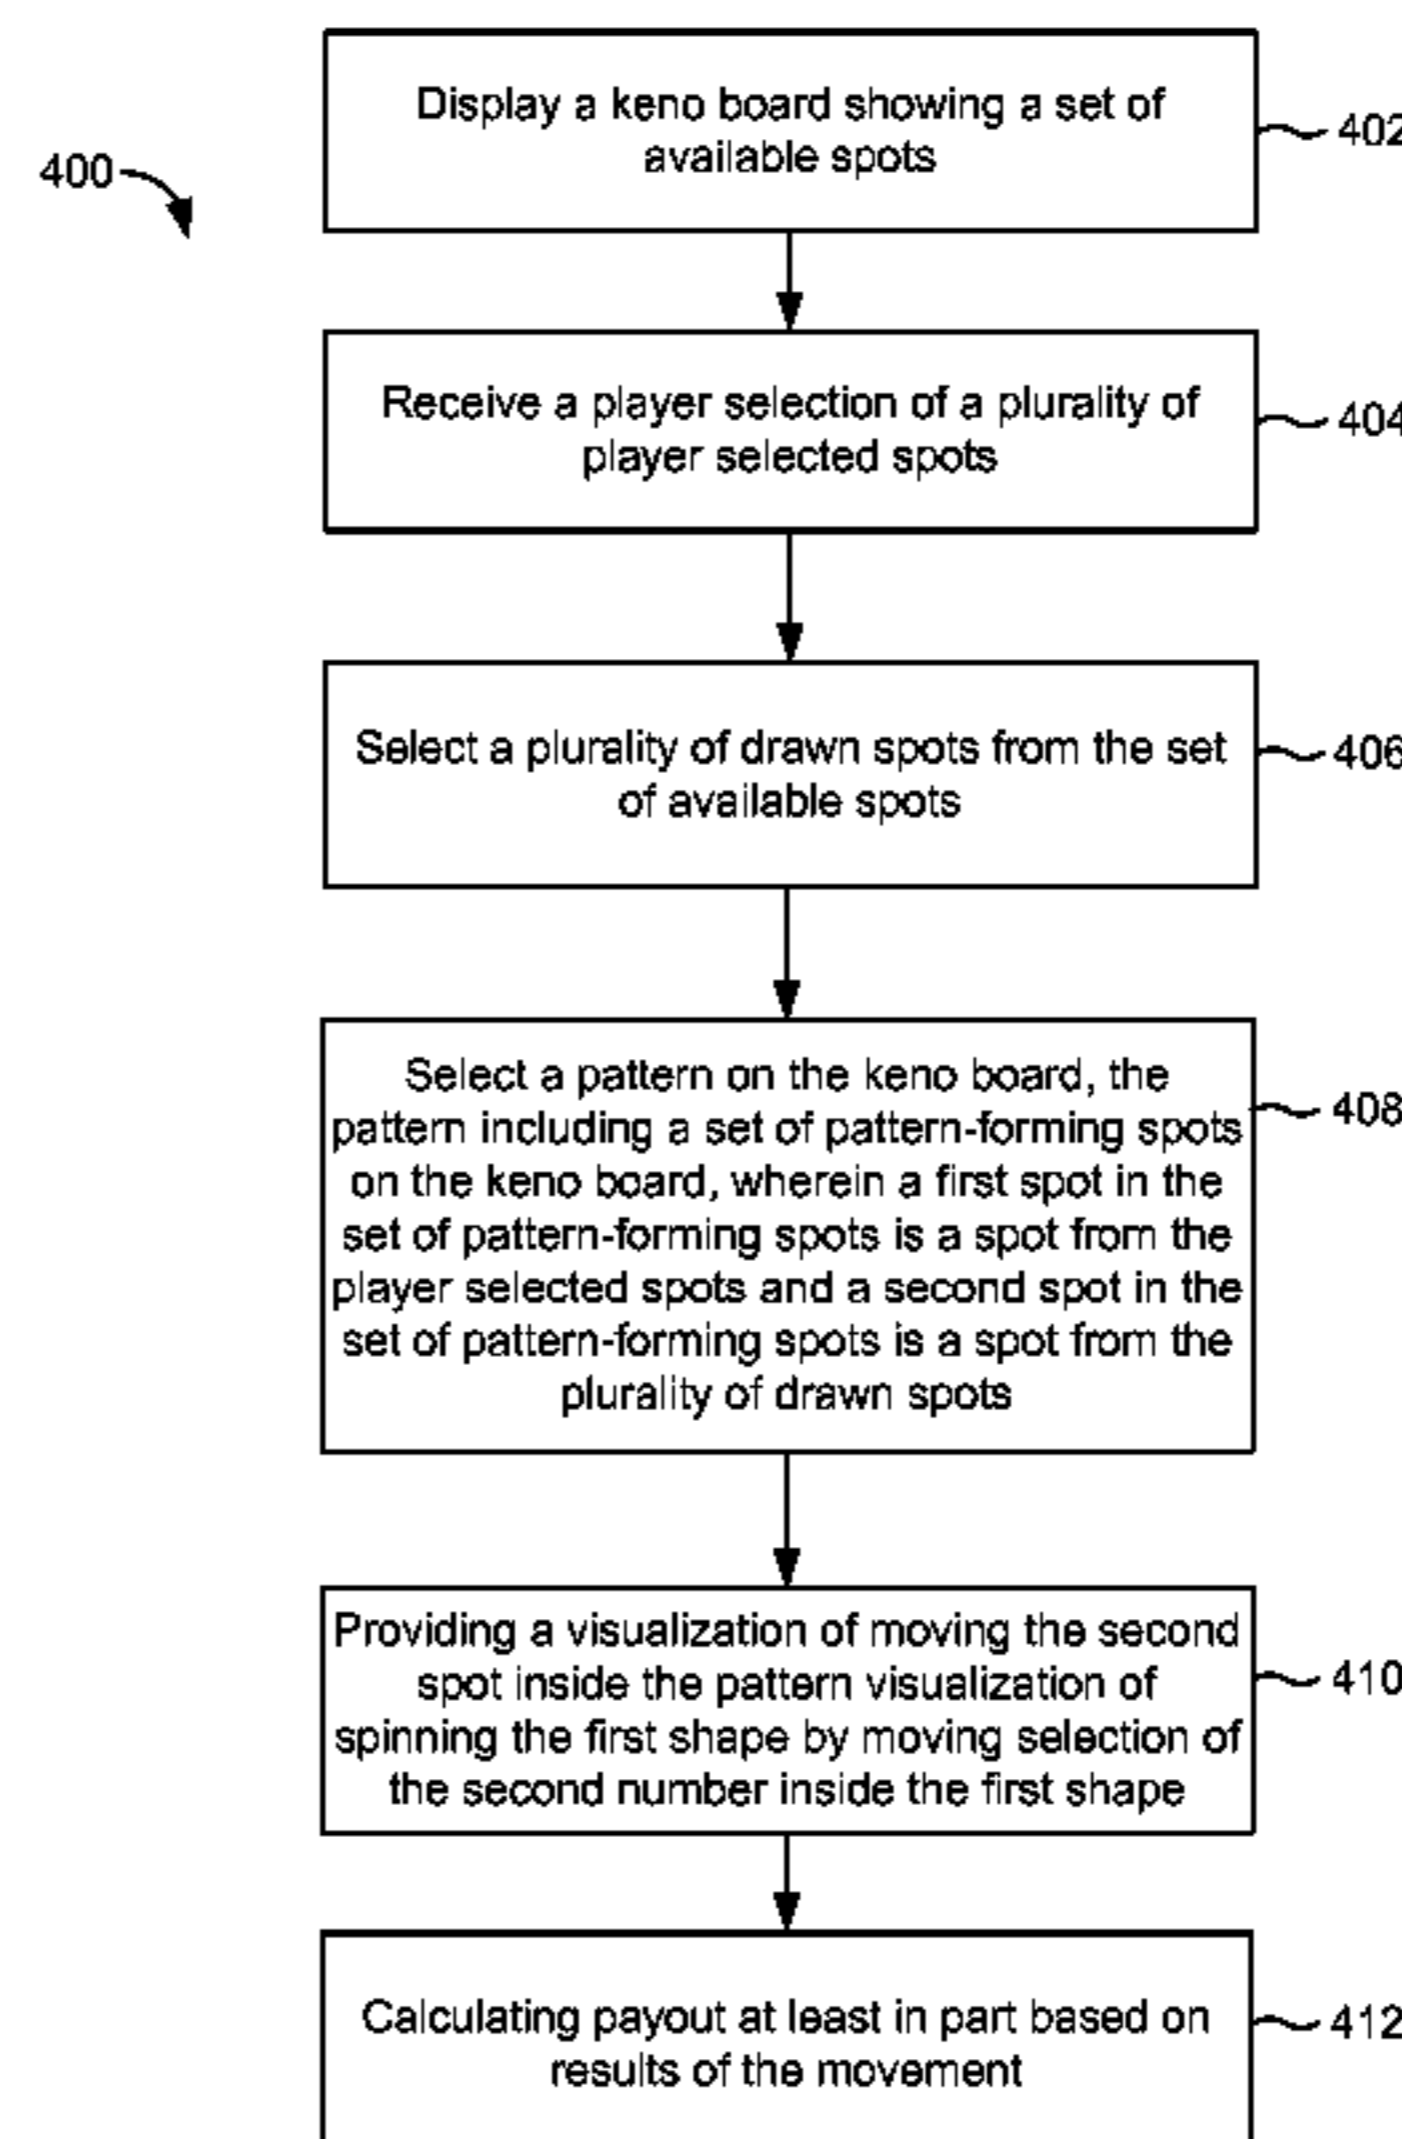 400
Display a keno board showing a set of
available spots
402
Receive a player selection of a plurality of
player selected spots
404
Select a plurality of drawn spots from the set
of available spots
406
Select a pattern on the keno board, the
pattern including a set of pattern-forming spots
on the keno board, wherein a first spot in the
set of pattern-forming spots is a spot from the
player selected spots and a second spot in the
set of pattern-forming spots is a spot from the
plurality of drawn spots
408
Providing a visualization of moving the second
spot inside the pattern visualization of
spinning the first shape by moving selection of
the second number inside the first shape
410
Calculating payout at least in part based on
results of the movement
412